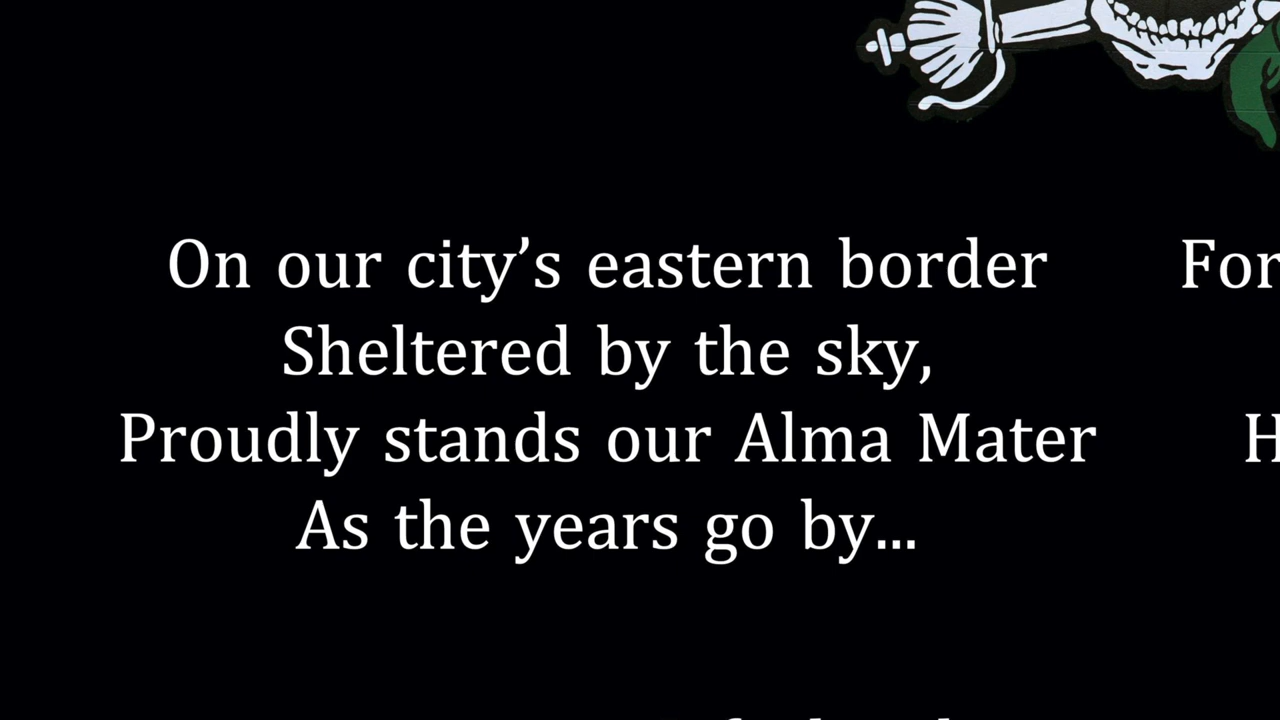 On our city’s eastern border
Sheltered by the sky,
Proudly stands our Alma Mater
As the years go by...